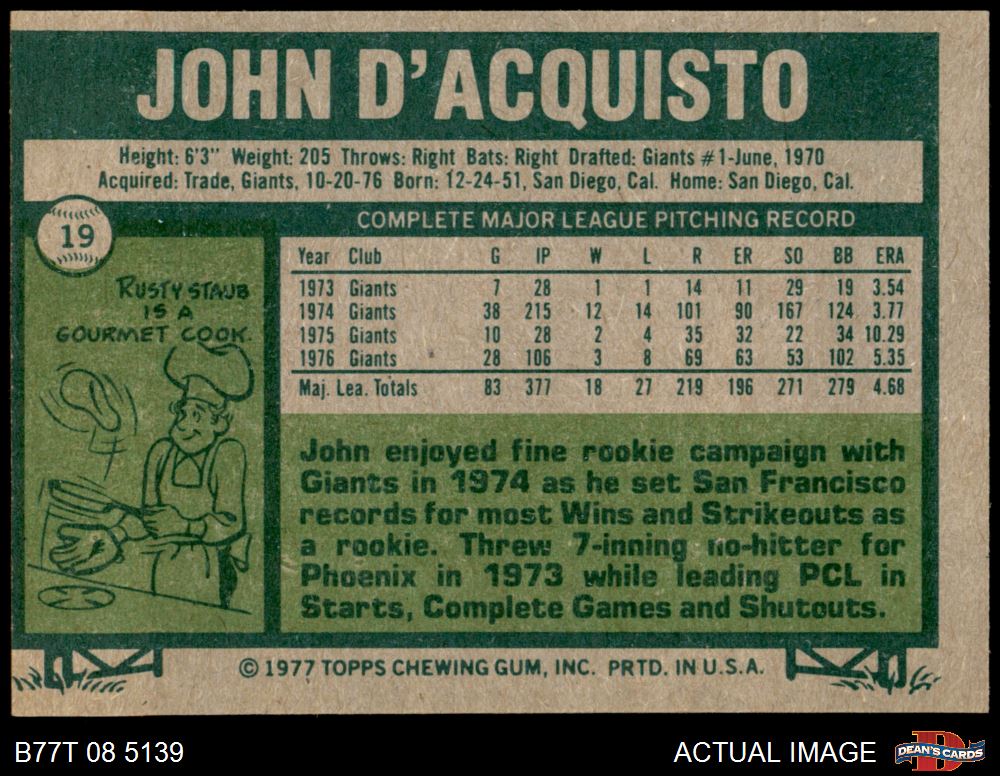 JOHN D'ACQUISTO
Height: 6'3" Weight: 205 Throws: Right Bats: Right Drafted: Giants #1-June, 1970
Acquired: Trade, Giants, 10-20-76 Born: 12-24-51, San Diego, Cal. Home: San Diego, Cal.
19
COMPLETE MAJOR LEAGUE PITCHING RECORD
RUSTY STAUB
IS A
GOURMET COOK.
Year Club G IP W L R ER SO BB ERA
1973 Giants 7 28 1 1 14 11 29 19 3.54
1974 Giants 38 215 12 14 101 90 167 124 3.77
1975 Giants 10 28 2 4 35 32 22 34 10.29
1976 Giants 28 106 3 8 69 63 53 102 5.35
Maj. Lea. Totals 83 377 18 27 219 196 271 279 4.68
John enjoyed fine rookie campaign with
Giants in 1974 as he set San Francisco
records for most Wins and Strikeouts as
a rookie. Threw 7-inning no-hitter for
Phoenix in 1973 while leading PCL in
Starts, Complete Games and Shutouts.
© 1977 TOPPS CHEWING GUM, INC. PRTD. IN U.S.A.
B77T 08 5139
ACTUAL IMAGE
DEAN'S CARDS